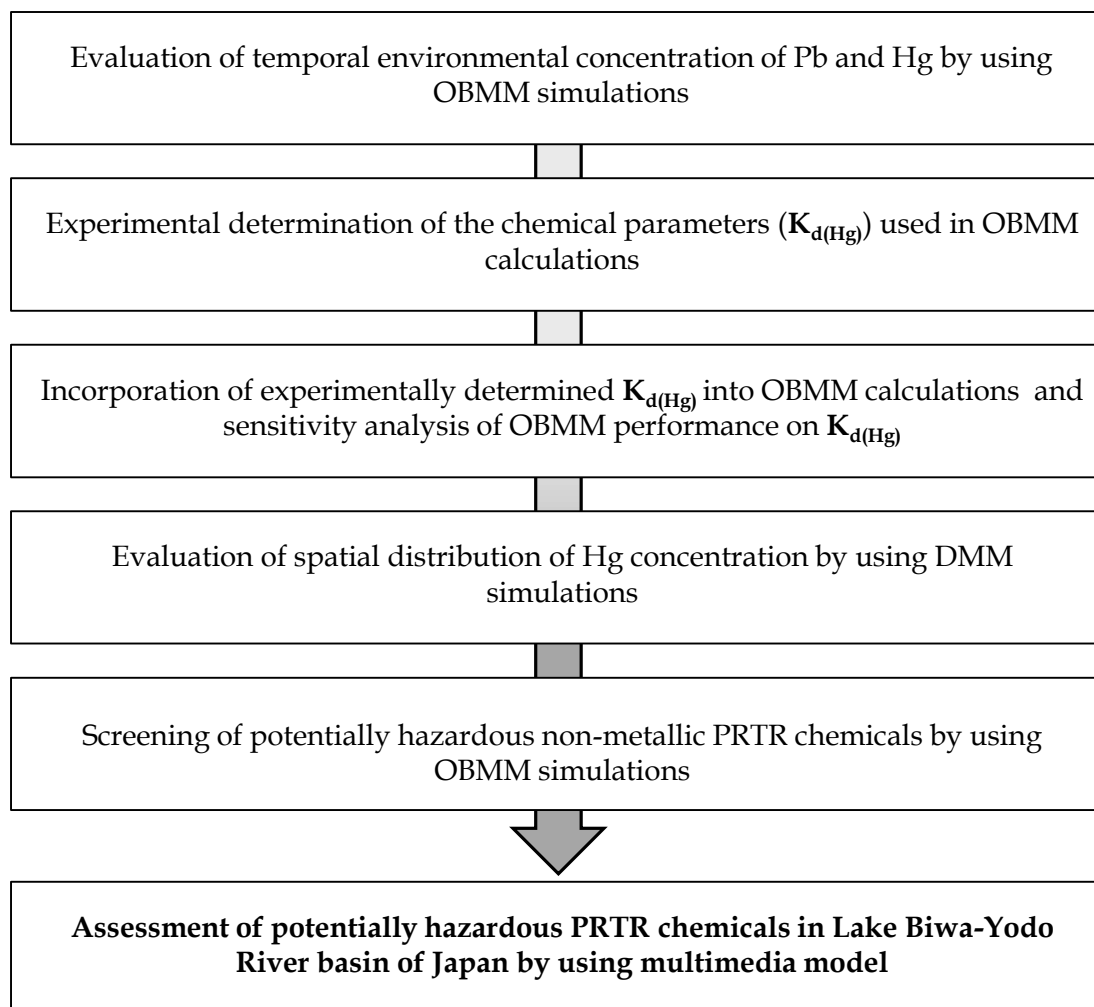 Evaluation of temporal environmental concentration of Pb and Hg by using
OBMM simulations
Experimental determination of the chemical parameters (Kd(Hg)) used in OBMM
calculations
Incorporation of experimentally determined Kd(Hg) into OBMM calculations and
sensitivity analysis of OBMM performance on Kd(Hg)
Evaluation of spatial distribution of Hg concentration by using DMM
simulations
Screening of potentially hazardous non-metallic PRTR chemicals by using
OBMM simulations
Assessment of potentially hazardous PRTR chemicals in Lake Biwa-Yodo
River basin of Japan by using multimedia model